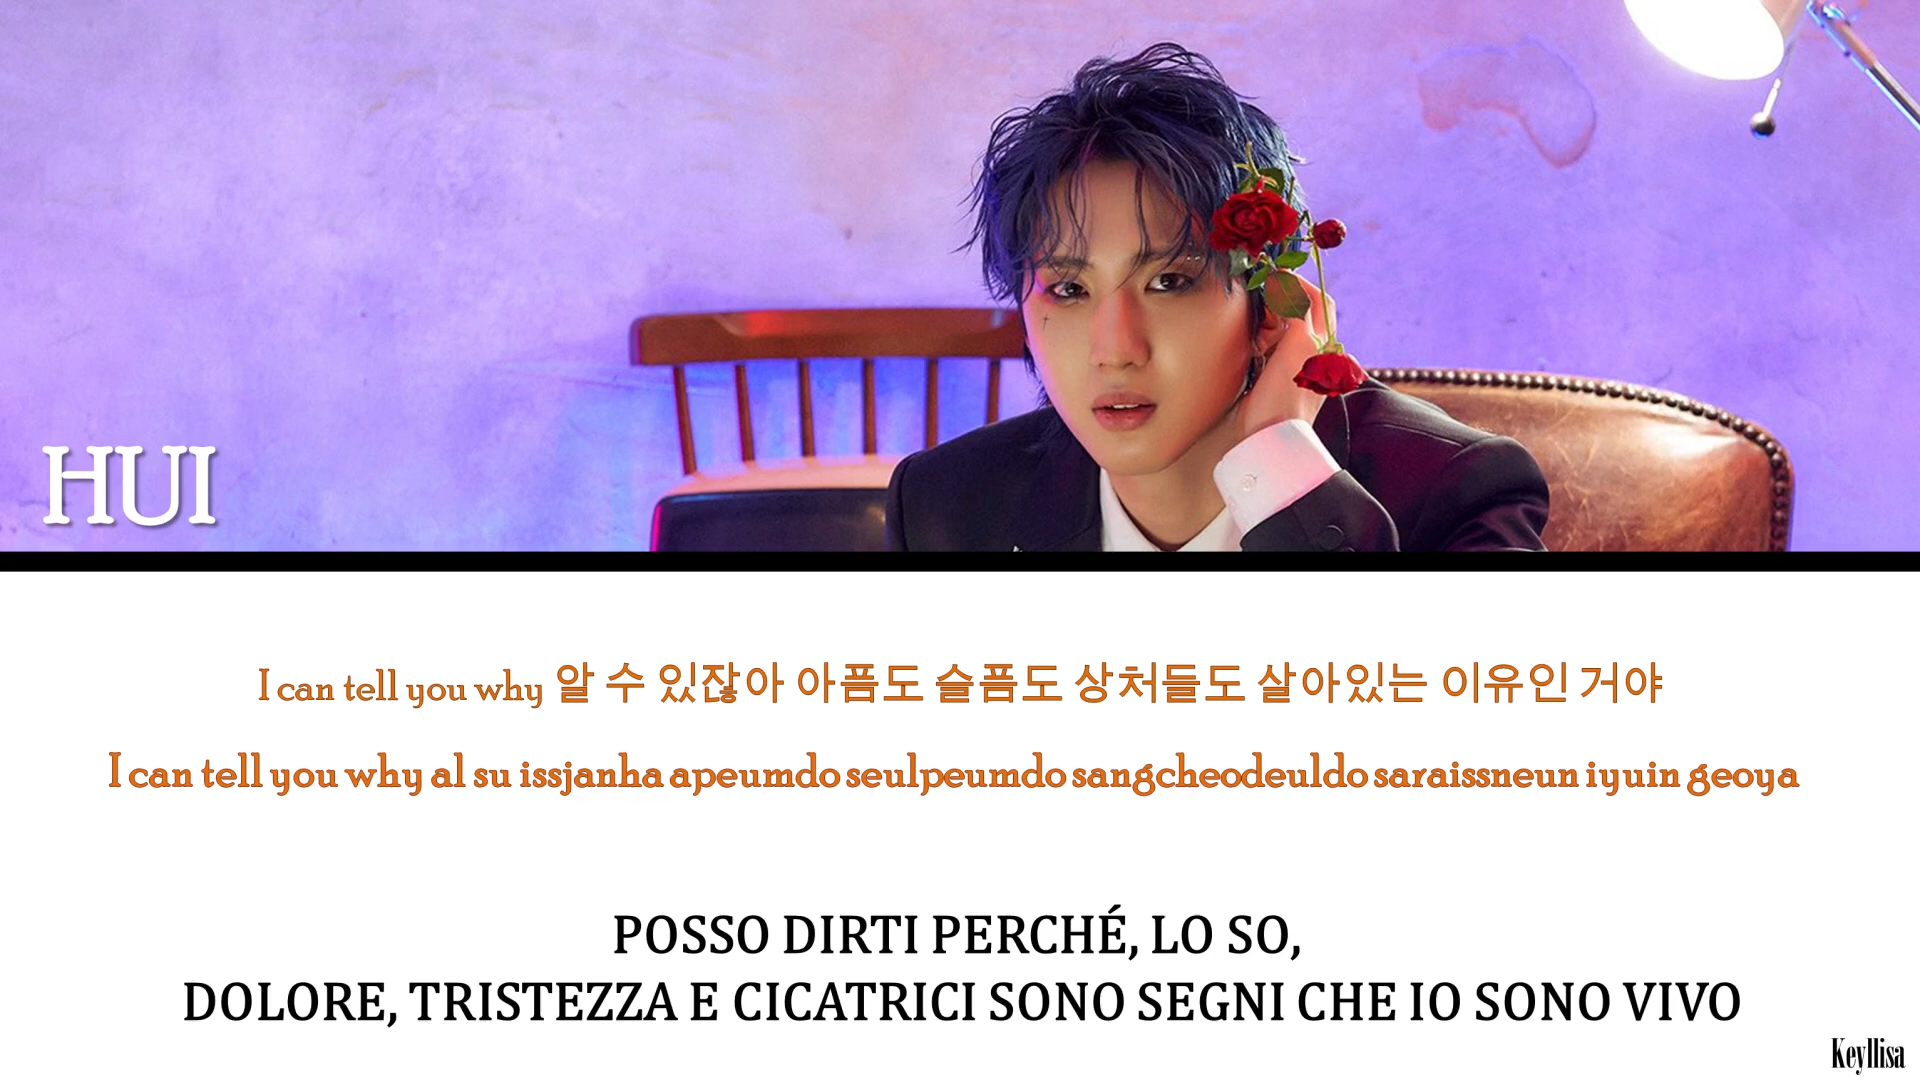 HUI
I can tell you why 알 수 있잖아 아픔도 슬픔도 상처들도 살아있는 이유인 거야
I can tell you why al su issjanha apeumdo seulpeumdo sangcheodeuldo saraissneun iyuin geoya
POSSO DIRTI PERCHÉ, LO SO,
DOLORE, TRISTEZZA E CICATRICI SONO SEGNI CHE IO SONO VIVO
Keyllisa